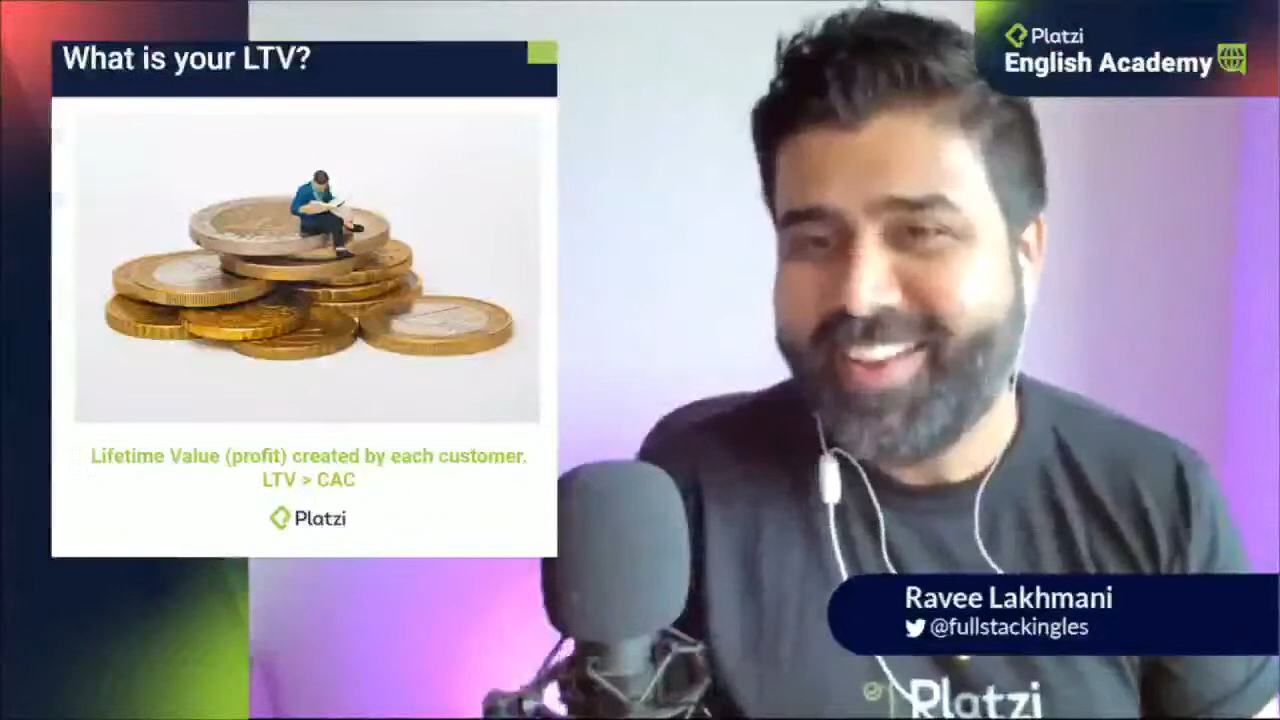 What is your LTV?
Lifetime Value (profit) created by each customer.
LTV > CAC
Platzi
Platzi
English Academy
Ravee Lakhmani
@fullstackingles
Platzi